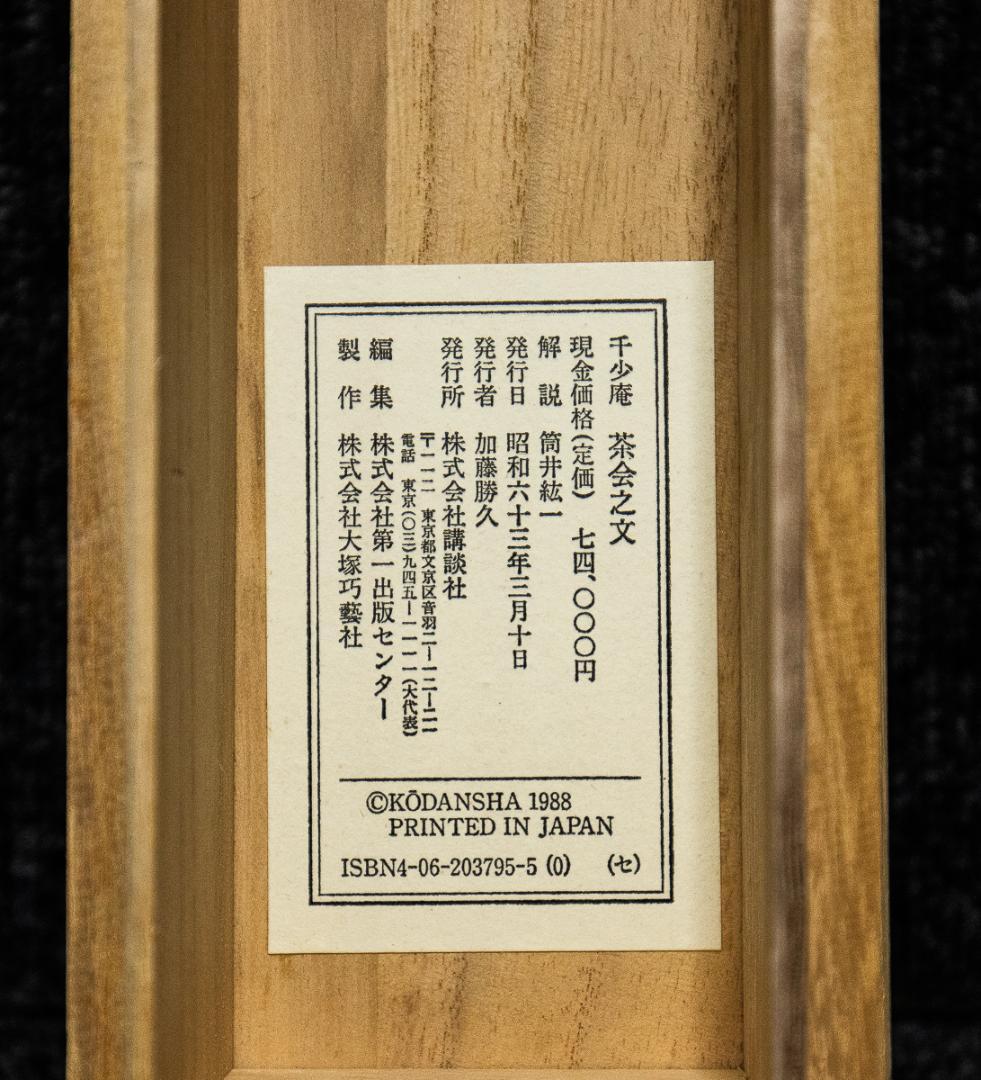 千少庵 茶会之文
現金価格(定価) 七四、〇〇〇円
解説 筒井紘一
発行日 昭和六十三年三月十日
発行者 加藤勝久
発行所 株式会社講談社
〒一一二 東京都文京区音羽二ー一二ー二一
電話 東京(〇三)九四五ー一一一一(大代表)
編集 株式会社第一出版センター
製作 株式会社大塚巧藝社
©KŌDANSHA 1988
PRINTED IN JAPAN
ISBN4-06-203795-5 (0) (セ)